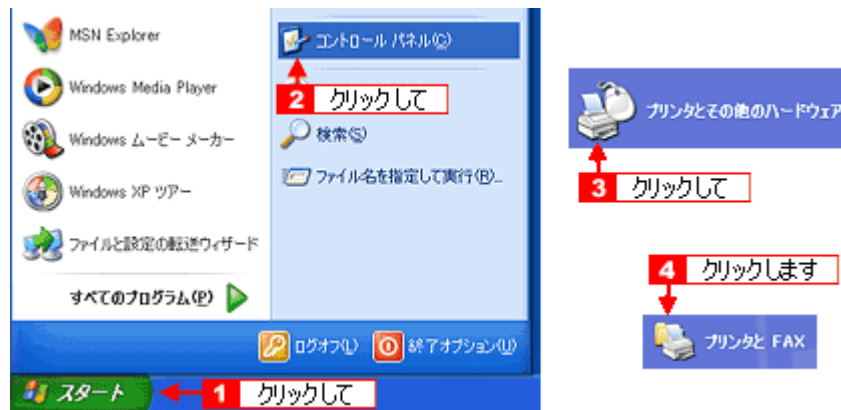 MSN Explorer
Windows Media Player
Windows ムービー メーカー
Windows XP ツアー
ファイルと設定の転送ウィザード
すべてのプログラム(P)
コントロール パネル(C)
2 クリックして
検索(S)
ファイル名を指定して実行(R)...
ログオフ(L)
終了オプション(U)
スタート
1 クリックして
プリンタとその他のハードウェア
3 クリックして
4 クリックします
プリンタと FAX